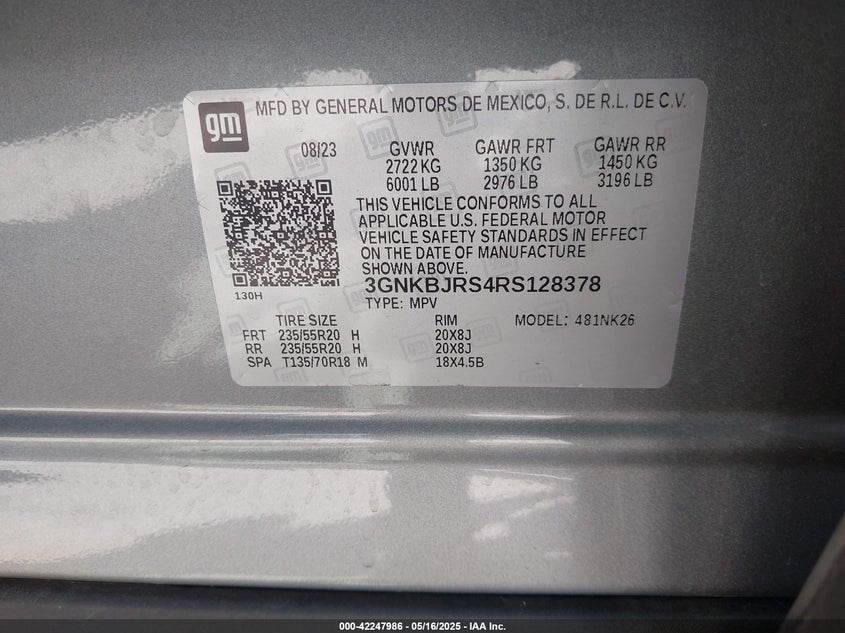 gm
MFD BY GENERAL MOTORS DE MEXICO, S. DE R.L. DE C.V.
08/23 GVWR GAWR FRT GAWR RR
2722 KG 1350 KG 1450 KG
6001 LB 2976 LB 3196 LB
THIS VEHICLE CONFORMS TO ALL
APPLICABLE U.S. FEDERAL MOTOR
VEHICLE SAFETY STANDARDS IN EFFECT
ON THE DATE OF MANUFACTURE
SHOWN ABOVE.
130H
3GNKBJRS4RS128378
TYPE: MPV
TIRE SIZE RIM MODEL: 481NK26
FRT 235/55R20 H 20X8J
RR 235/55R20 H 20X8J
SPA T135/70R18 M 18X4.5B
000-42247986 - 05/16/2025 - IAA Inc.